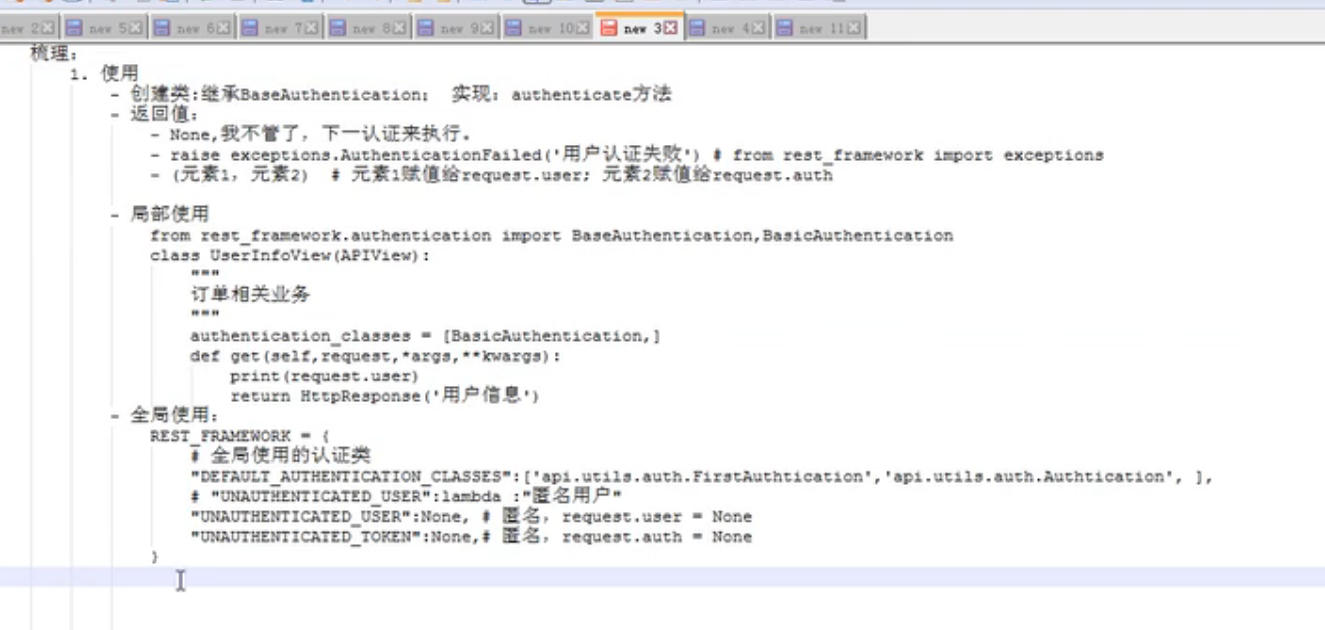 new 2 new 5 new 6 new 7 new 8 new 9 new 10 new 3 new 4 new 11
梳理:
1. 使用
- 创建类:继承BaseAuthentication; 实现: authenticate方法
- 返回值:
- None,我不管了, 下一认证来执行。
- raise exceptions.AuthenticationFailed('用户认证失败') # from rest_framework import exceptions
- (元素1, 元素2) # 元素1赋值给request.user; 元素2赋值给request.auth
- 局部使用
from rest_framework.authentication import BaseAuthentication,BasicAuthentication
class UserInfoView(APIView):
"""
订单相关业务
"""
authentication_classes = [BasicAuthentication,]
def get(self,request,*args,**kwargs):
print(request.user)
return HttpResponse('用户信息')
- 全局使用:
REST_FRAMEWORK = {
# 全局使用的认证类
"DEFAULT_AUTHENTICATION_CLASSES":['api.utils.auth.FirstAuthtication','api.utils.auth.Authtication', ],
# "UNAUTHENTICATED_USER":lambda :"匿名用户"
"UNAUTHENTICATED_USER":None, # 匿名, request.user = None
"UNAUTHENTICATED_TOKEN":None,# 匿名, request.auth = None
}